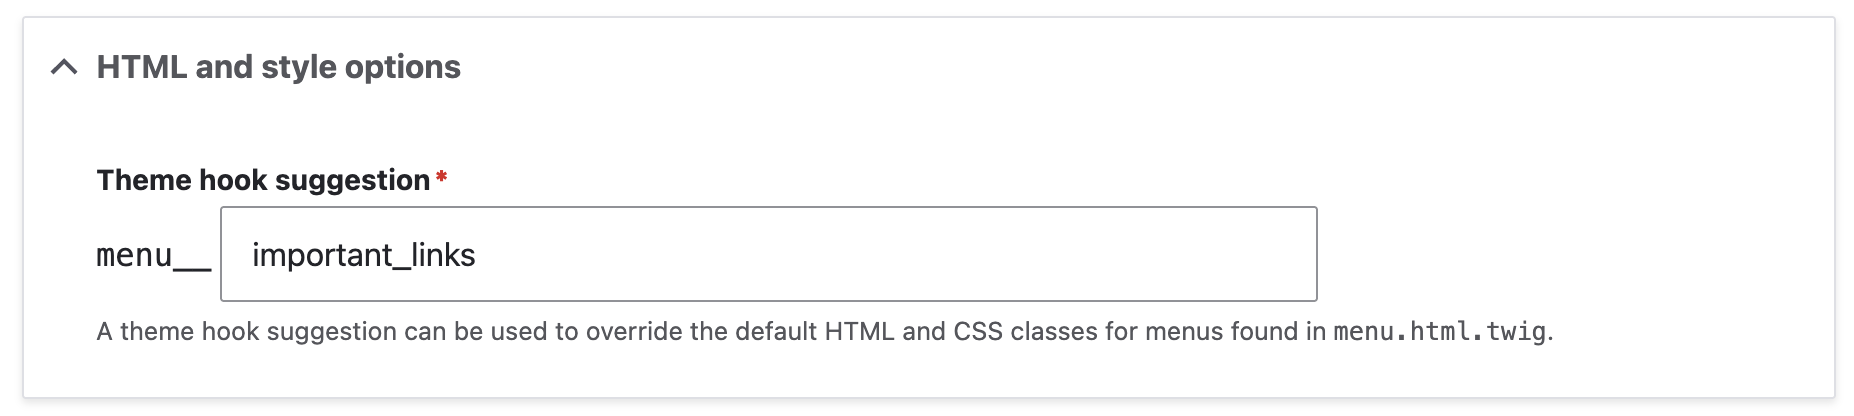 HTML and style options
Theme hook suggestion*
menu__ important_links
A theme hook suggestion can be used to override the default HTML and CSS classes for menus found in menu.html.twig.